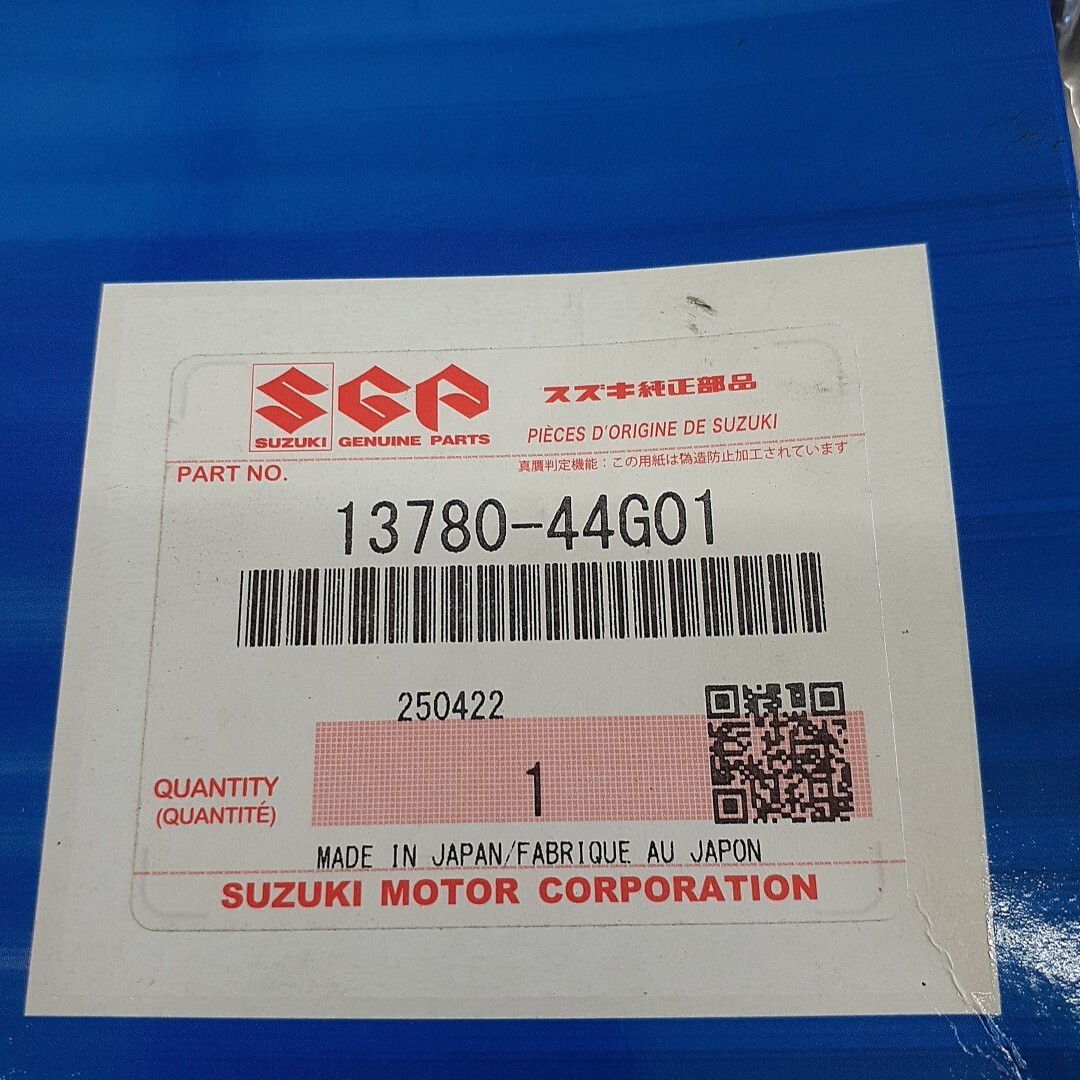 SGP
スズキ純正部品
SUZUKI GENUINE PARTS
PIÈCES D'ORIGINE DE SUZUKI
PART NO.
真贋判定機能：この用紙は偽造防止加工されています
13780-44G01
250422
QUANTITY
(QUANTITÉ)
1
MADE IN JAPAN/FABRIQUE AU JAPON
SUZUKI MOTOR CORPORATION